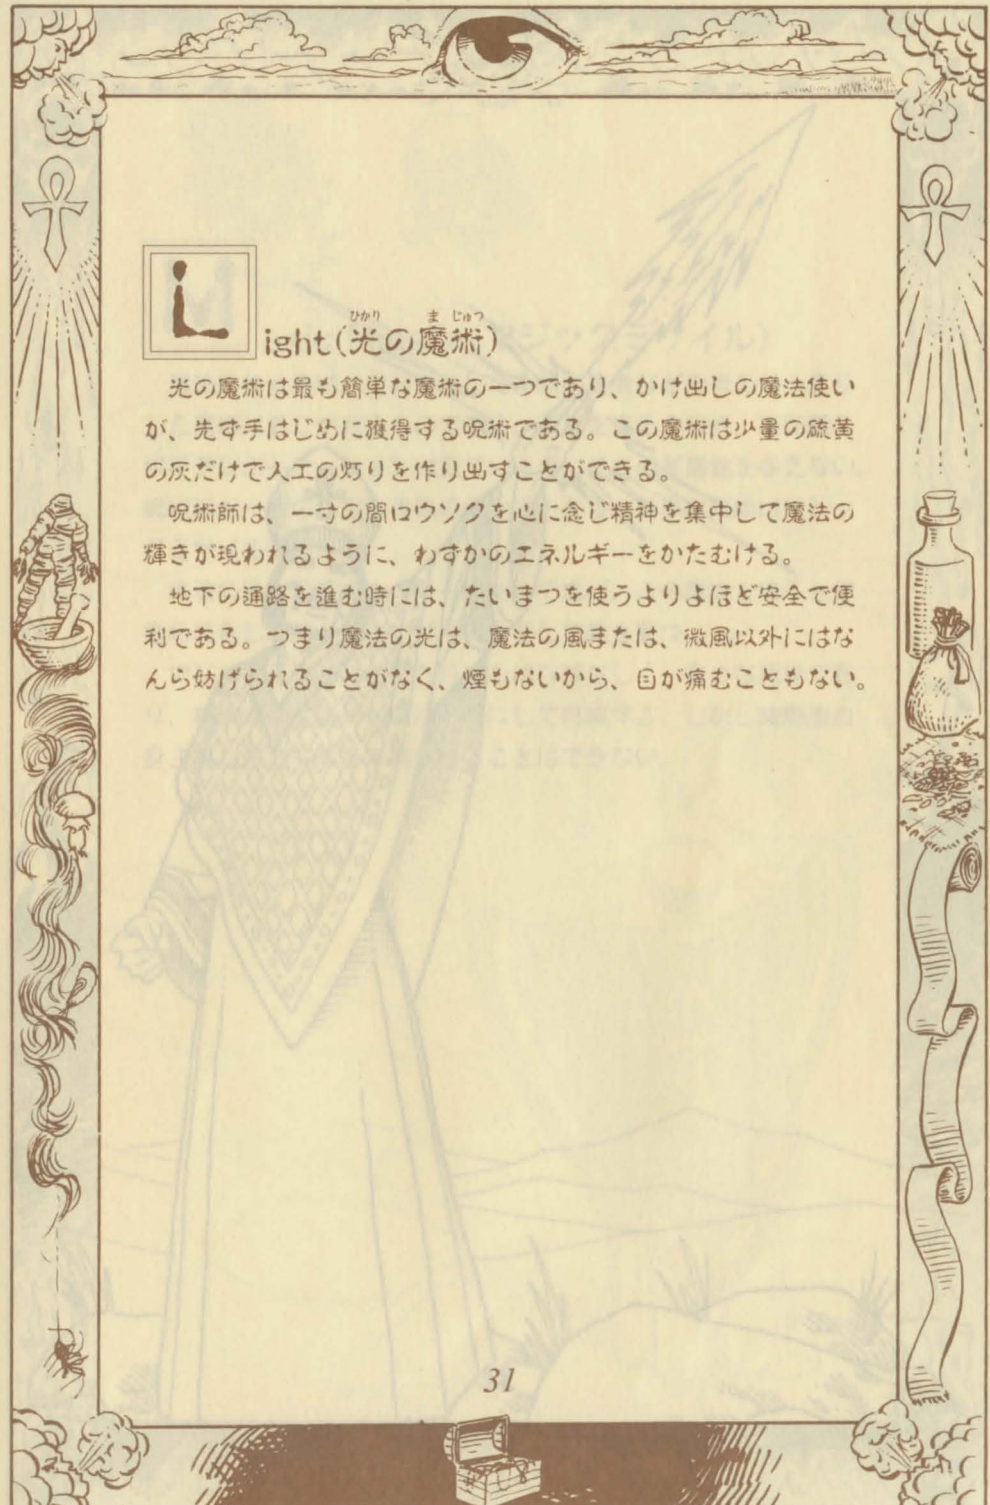 Light(光の魔術)
光の魔術は最も簡単な魔術の一つであり、かけ出しの魔法使い
が、先ず手はじめに獲得する呪術である。この魔術は少量の硫黄
の灰だけで人工の灯りを作り出すことができる。
呪術師は、一寸の間ロウソクを心に念じ精神を集中して魔法の
輝きが現われるように、わずかのエネルギーをかたむける。
地下の通路を進む時には、たいまつを使うよりよほど安全で便
利である。つまり魔法の光は、魔法の風または、微風以外にはな
んら妨げられることがなく、煙もないから、目が痛むこともない。
31